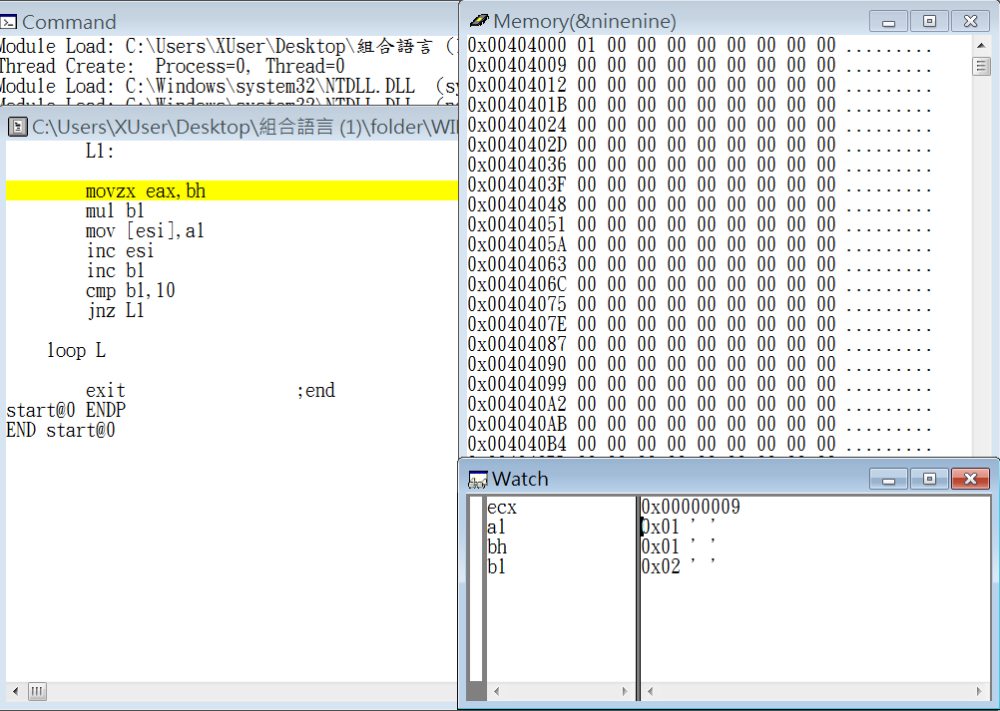 Command
Module Load: C:\Users\XUser\Desktop\組合語言 (
Thread Create:  Process=0, Thread=0
Module Load: C:\Windows\system32\NTDLL.DLL  (sy
C:\Users\XUser\Desktop\組合語言 (1)\folder\WI
L1:
movzx eax,bh
mul bl
mov [esi],al
inc esi
inc bl
cmp bl,10
jnz L1
loop L
exit                 ;end
start@0 ENDP
END start@0
Memory(&ninenine)
0x00404000 01 00 00 00 00 00 00 00 00 .........
0x00404009 00 00 00 00 00 00 00 00 00 .........
0x00404012 00 00 00 00 00 00 00 00 00 .........
0x0040401B 00 00 00 00 00 00 00 00 00 .........
0x00404024 00 00 00 00 00 00 00 00 00 .........
0x0040402D 00 00 00 00 00 00 00 00 00 .........
0x00404036 00 00 00 00 00 00 00 00 00 .........
0x0040403F 00 00 00 00 00 00 00 00 00 .........
0x00404048 00 00 00 00 00 00 00 00 00 .........
0x00404051 00 00 00 00 00 00 00 00 00 .........
0x0040405A 00 00 00 00 00 00 00 00 00 .........
0x00404063 00 00 00 00 00 00 00 00 00 .........
0x0040406C 00 00 00 00 00 00 00 00 00 .........
0x00404075 00 00 00 00 00 00 00 00 00 .........
0x0040407E 00 00 00 00 00 00 00 00 00 .........
0x00404087 00 00 00 00 00 00 00 00 00 .........
0x00404090 00 00 00 00 00 00 00 00 00 .........
0x00404099 00 00 00 00 00 00 00 00 00 .........
0x004040A2 00 00 00 00 00 00 00 00 00 .........
0x004040AB 00 00 00 00 00 00 00 00 00 .........
0x004040B4 00 00 00 00 00 00 00 00 00 .........
Watch
ecx 0x00000009
al 0x01 ' '
bh 0x01 ' '
bl 0x02 ' '